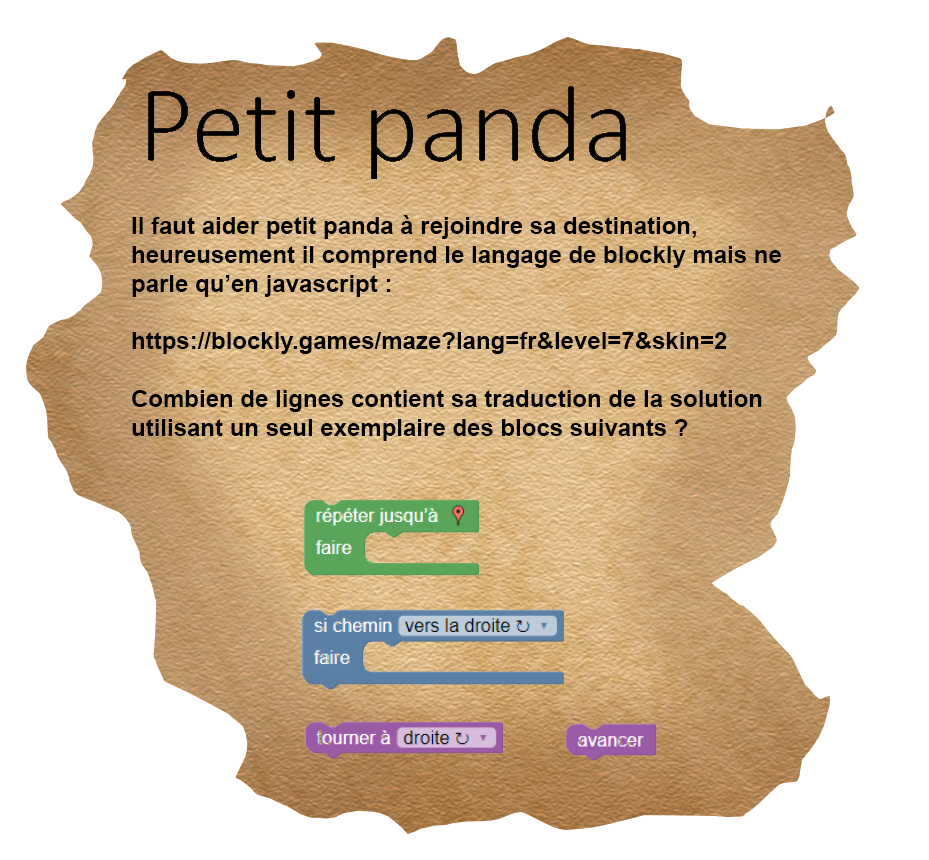 Petit panda
Il faut aider petit panda à rejoindre sa destination,
heureusement il comprend le langage de blockly mais ne
parle qu’en javascript :
https://blockly.games/maze?lang=fr&level=7&skin=2
Combien de lignes contient sa traduction de la solution
utilisant un seul exemplaire des blocs suivants ?
répéter jusqu’à
faire
si chemin vers la droite ↻ ▼
faire
tourner à droite ↻ ▼ avancer